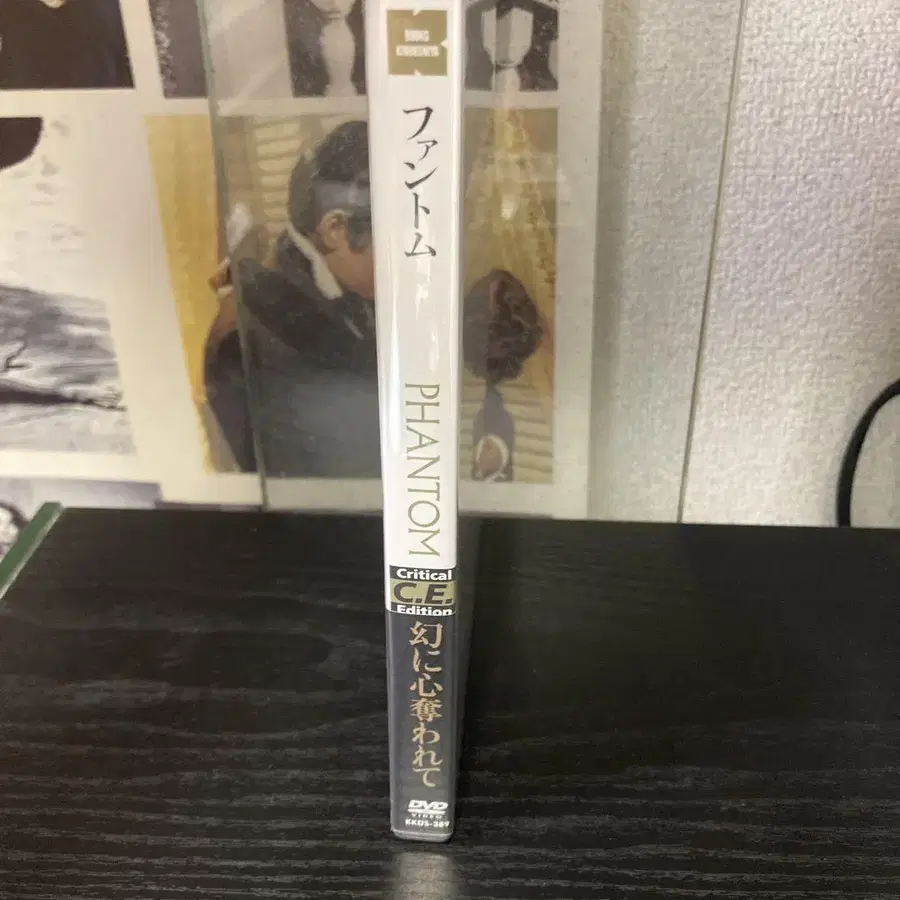 ファントム
PHANTOM
Critical
C.E.
Edition
幻に心奪われて
DVD
VIDEO
KKDS-389